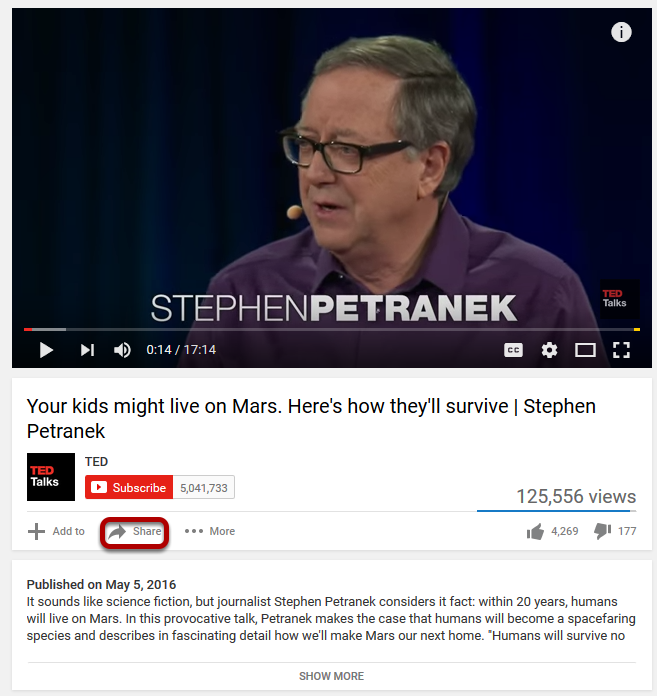 i
STEPHENPETRANEK
TED
Talks
0:14 / 17:14
CC
Your kids might live on Mars. Here's how they'll survive | Stephen
Petranek
TED
Talks
TED
Subscribe 5,041,733
125,556 views
Add to Share More 4,269 177
Published on May 5, 2016
It sounds like science fiction, but journalist Stephen Petranek considers it fact: within 20 years, humans
will live on Mars. In this provocative talk, Petranek makes the case that humans will become a spacefaring
species and describes in fascinating detail how we'll make Mars our next home. "Humans will survive no
SHOW MORE